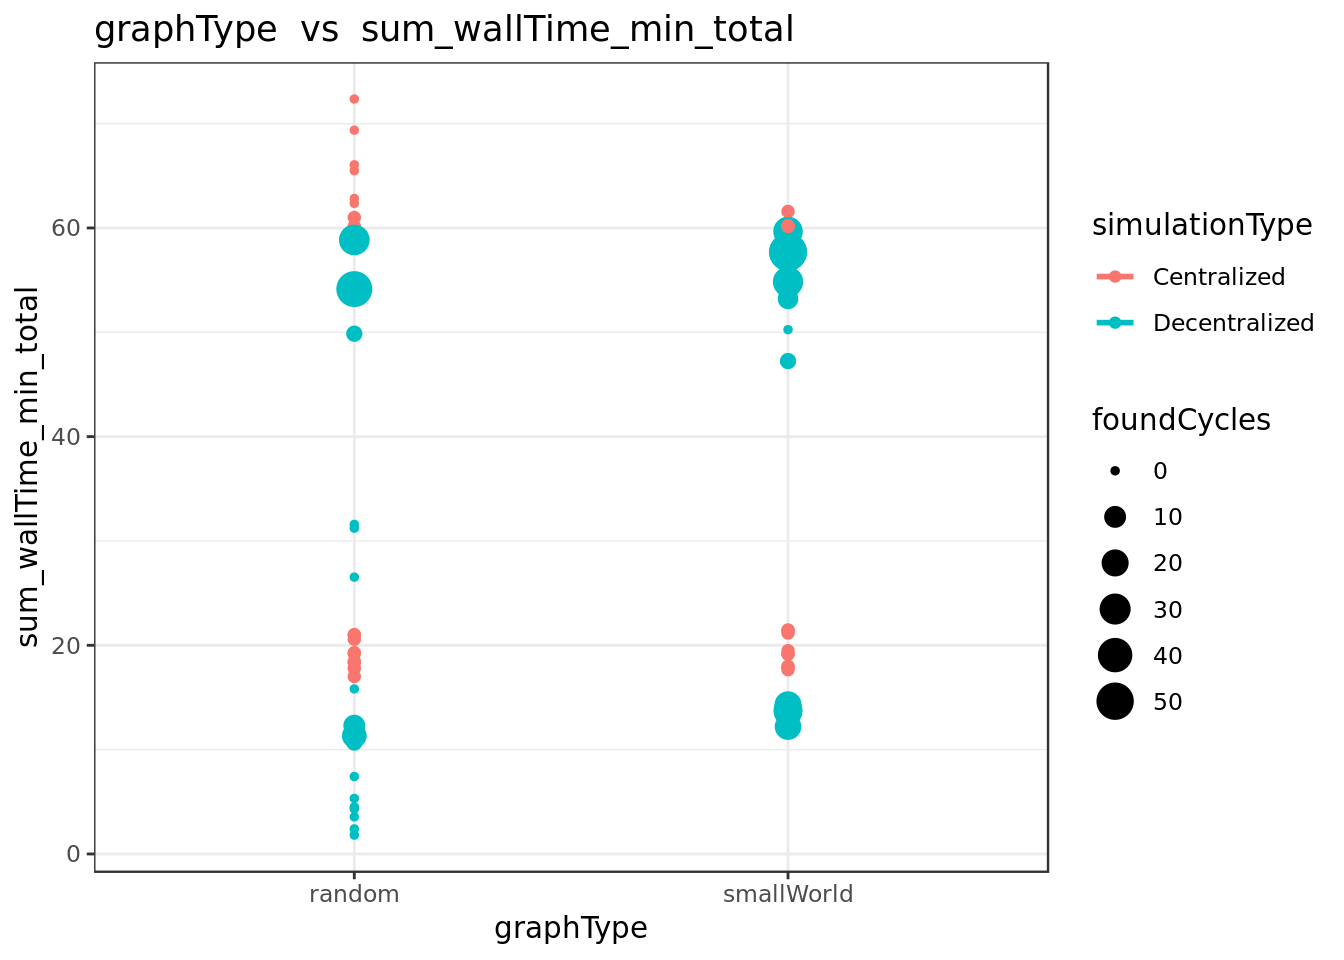 graphType  vs  sum_wallTime_min_total
sum_wallTime_min_total
60
40
20
0
random
smallWorld
graphType
simulationType
Centralized
Decentralized
foundCycles
0
10
20
30
40
50